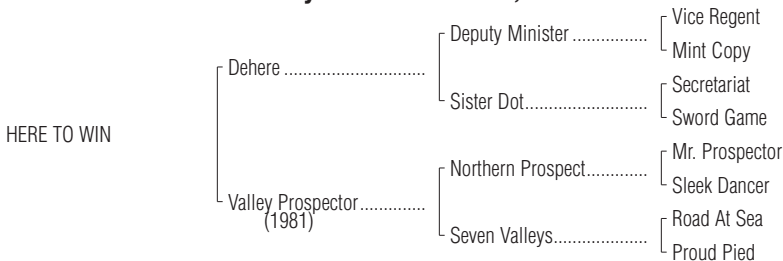 Vice Regent
Deputy Minister ................
Mint Copy
Dehere .............................
Secretariat
Sister Dot.........................
Sword Game
HERE TO WIN
Mr. Prospector
Northern Prospect.............
Sleek Dancer
Valley Prospector..............
(1981)
Road At Sea
Seven Valleys...................
Proud Pied